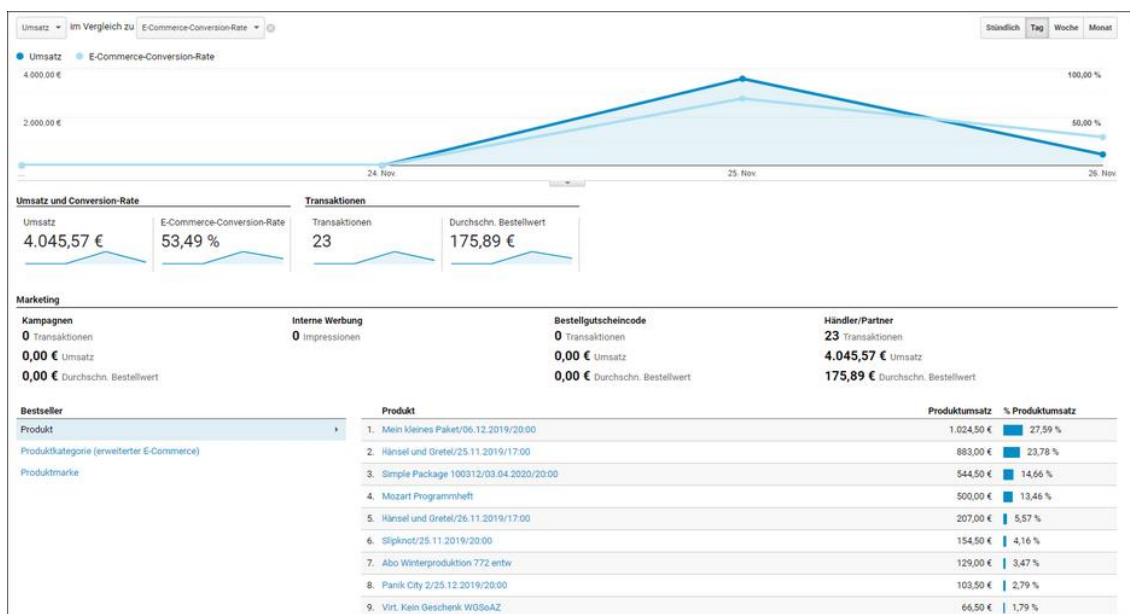 Umsatz im Vergleich zu E-Commerce-Conversion-Rate
Stündlich Tag Woche Monat
Umsatz E-Commerce-Conversion-Rate
4.000,00 € 100,00 %
2.000,00 € 50,00 %
... 24. Nov. 25. Nov. 26. Nov.
Umsatz und Conversion-Rate Transaktionen
Umsatz E-Commerce-Conversion-Rate Transaktionen Durchschn. Bestellwert
4.045,57 € 53,49 % 23 175,89 €
Marketing
Kampagnen Interne Werbung Bestellgutscheincode Händler/Partner
0 Transaktionen 0 Impressionen 0 Transaktionen 23 Transaktionen
0,00 € Umsatz 0,00 € Umsatz 4.045,57 € Umsatz
0,00 € Durchschn. Bestellwert 0,00 € Durchschn. Bestellwert 175,89 € Durchschn. Bestellwert
Bestseller Produkt Produktumsatz % Produktumsatz
Produkt 1. Mein kleines Paket/06.12.2019/20:00 1.024,50 € 27,59 %
Produktkategorie (erweiterter E-Commerce) 2. Hänsel und Gretel/25.11.2019/17:00 883,00 € 23,78 %
Produktmarke 3. Simple Package 100312/03.04.2020/20:00 544,50 € 14,66 %
4. Mozart Programmheft 500,00 € 13,46 %
5. Hänsel und Gretel/26.11.2019/17:00 207,00 € 5,57 %
6. Slipknot/25.11.2019/20:00 154,50 € 4,16 %
7. Abo Winterproduktion 772 entw 129,00 € 3,47 %
8. Panik City 2/25.12.2019/20:00 103,50 € 2,79 %
9. Virt. Kein Geschenk WGSoAZ 66,50 € 1,79 %